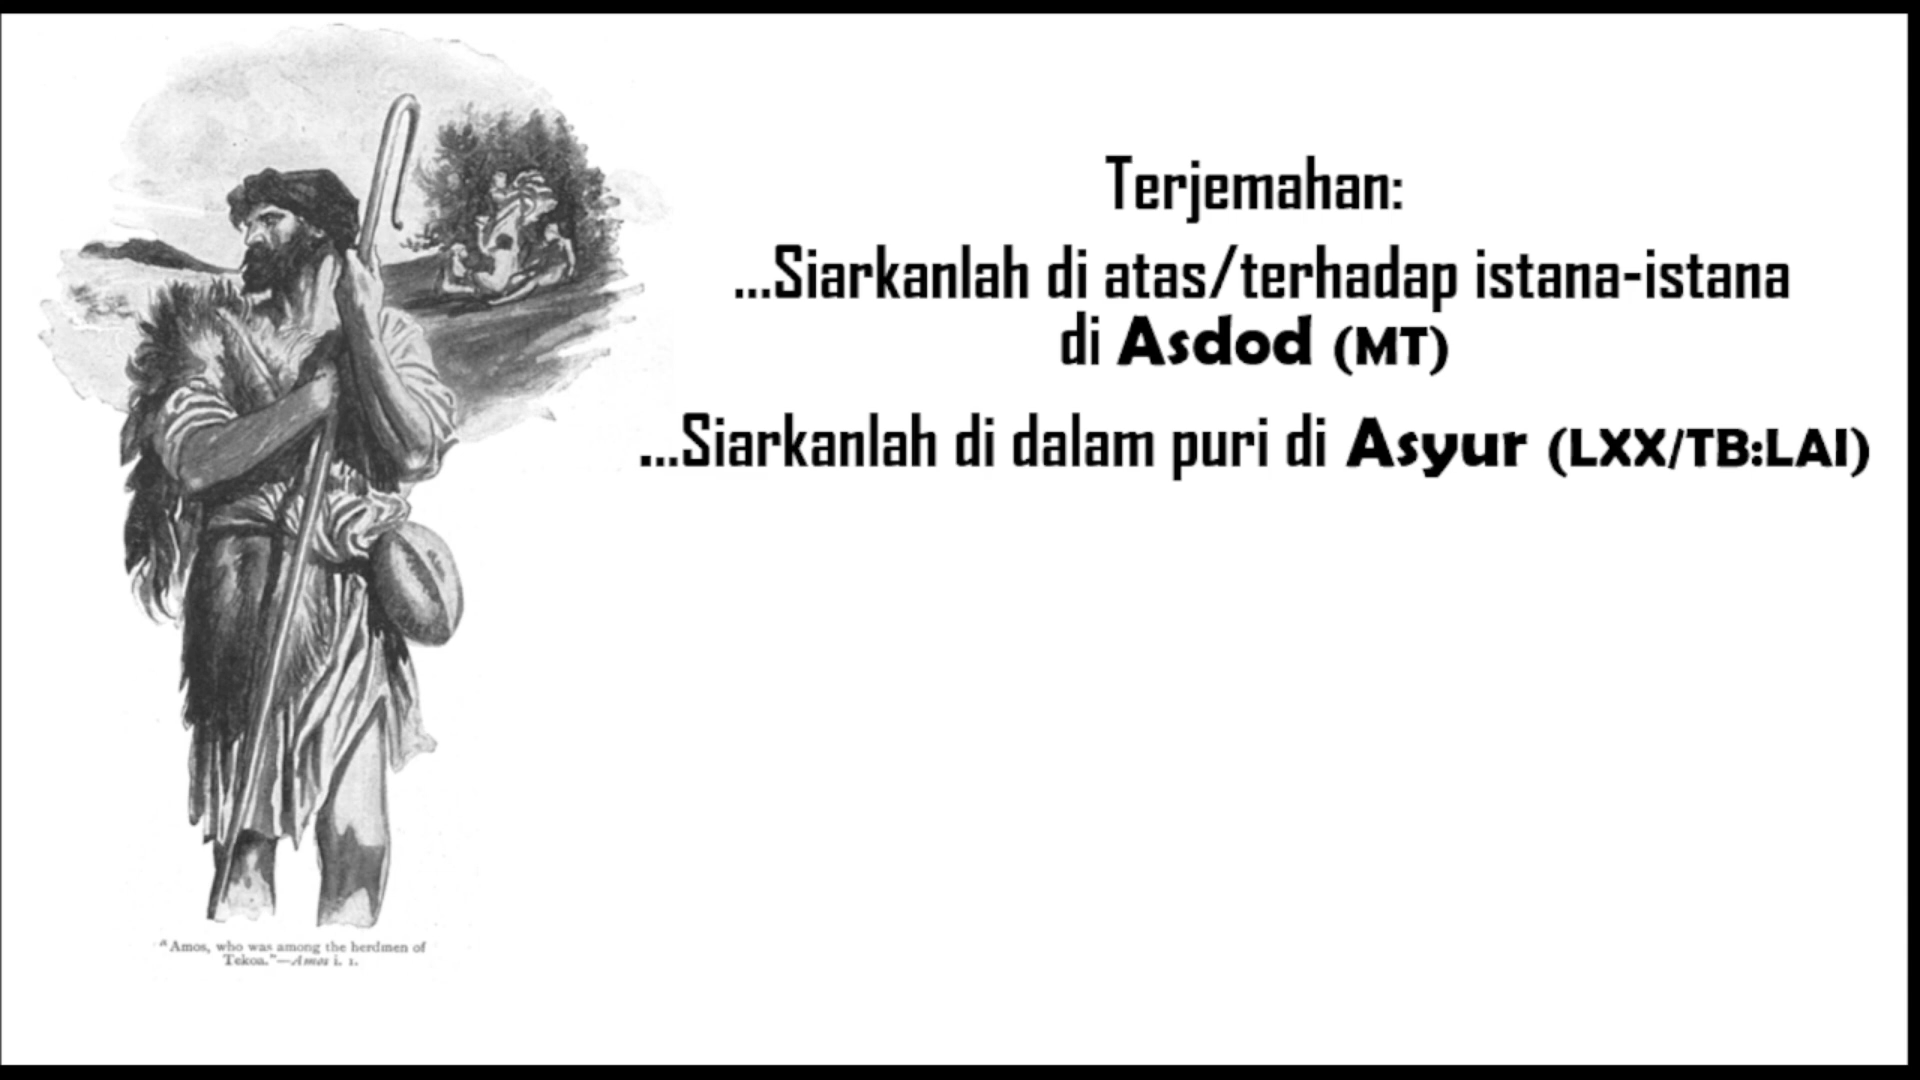 Terjemahan:
...Siarkanlah di atas/terhadap istana-istana
di Asdod (MT)
...Siarkanlah di dalam puri di Asyur (LXX/TB:LAI)
"Amos, who was among the herdmen of
Tekoa."—Amos i. 1.